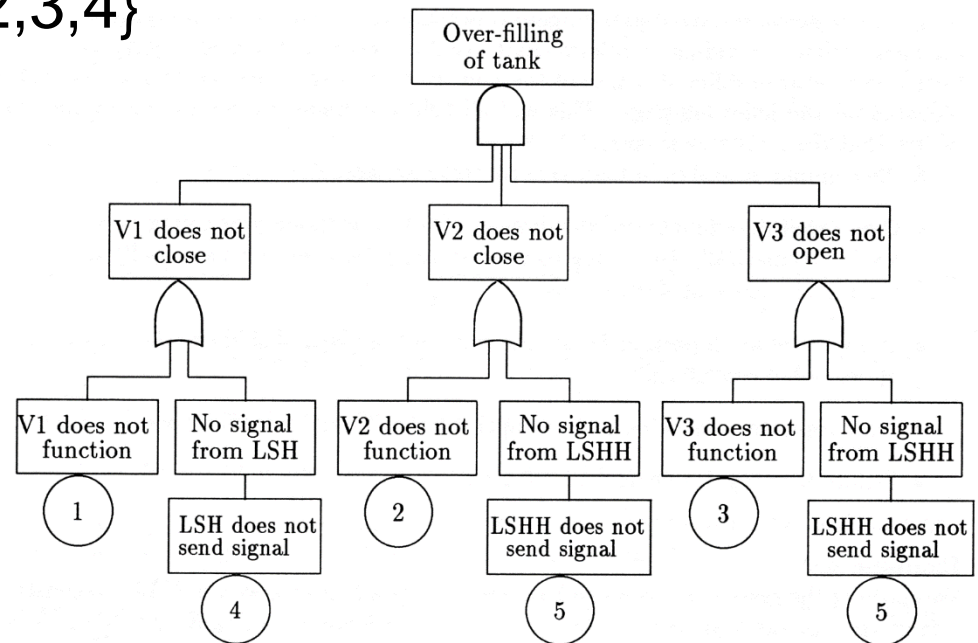 2,3,4}
Over-filling
of tank
V1 does not
close
V2 does not
close
V3 does not
open
V1 does not
function
No signal
from LSH
V2 does not
function
No signal
from LSHH
V3 does not
function
No signal
from LSHH
1
LSH does not
send signal
2
LSHH does not
send signal
3
LSHH does not
send signal
4
5
5